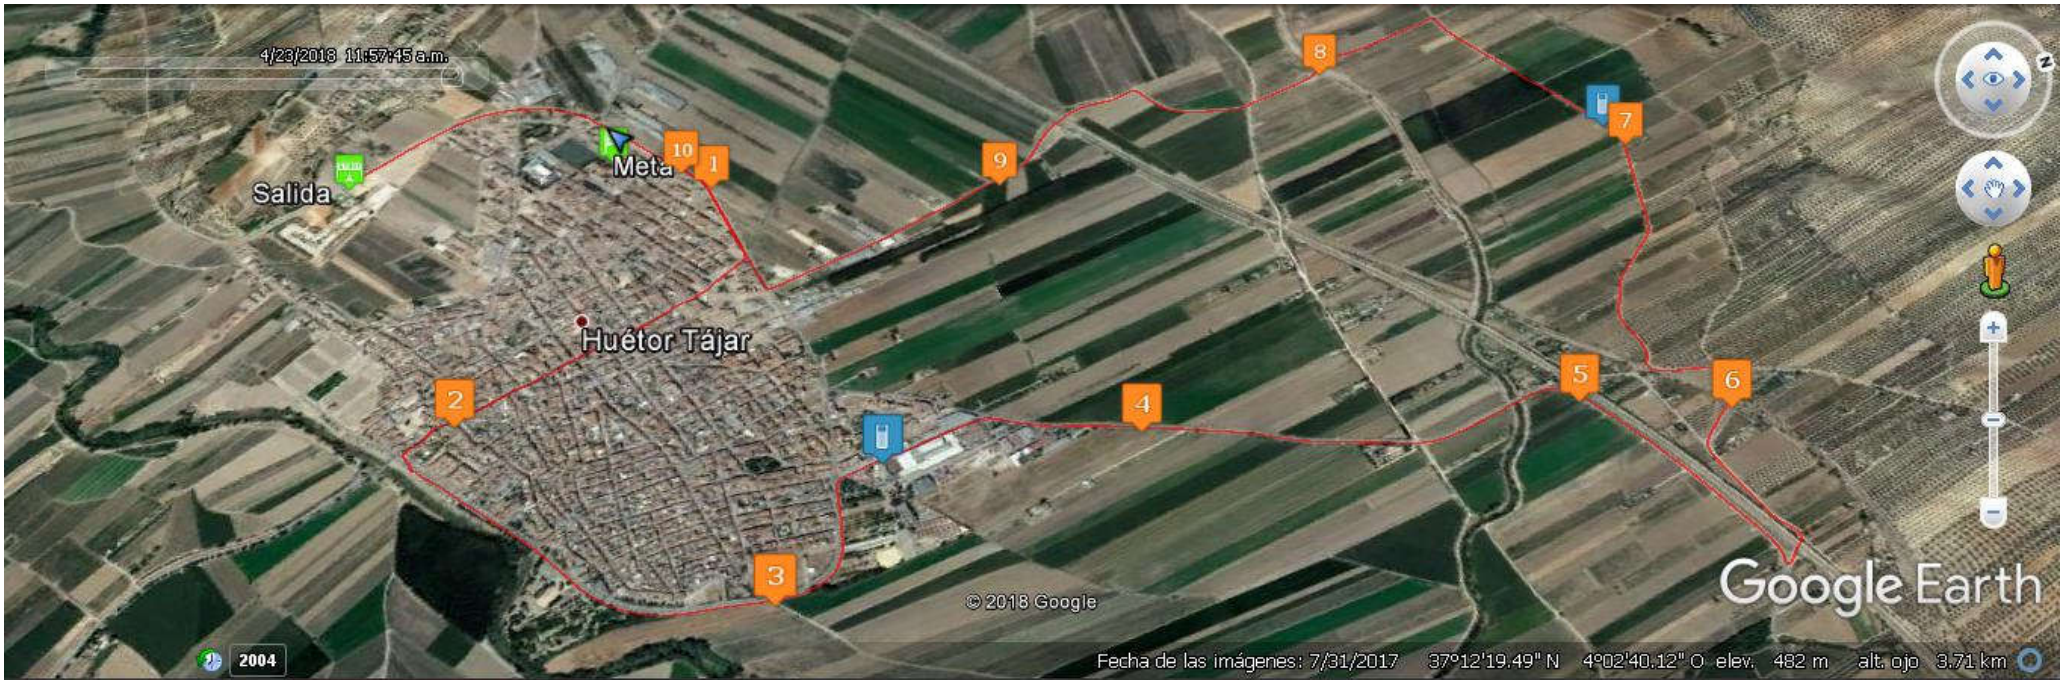 4/23/2018 11:57:45 a.m.
8
N
7
10
1
Meta
9
Salida
Huétor Tájar
2
4
5
6
3
Google Earth
© 2018 Google
2004
Fecha de las imágenes: 7/31/2017 37°12'19.49" N 4°02'40.12" O elev. 482 m alt. ojo 3.71 km